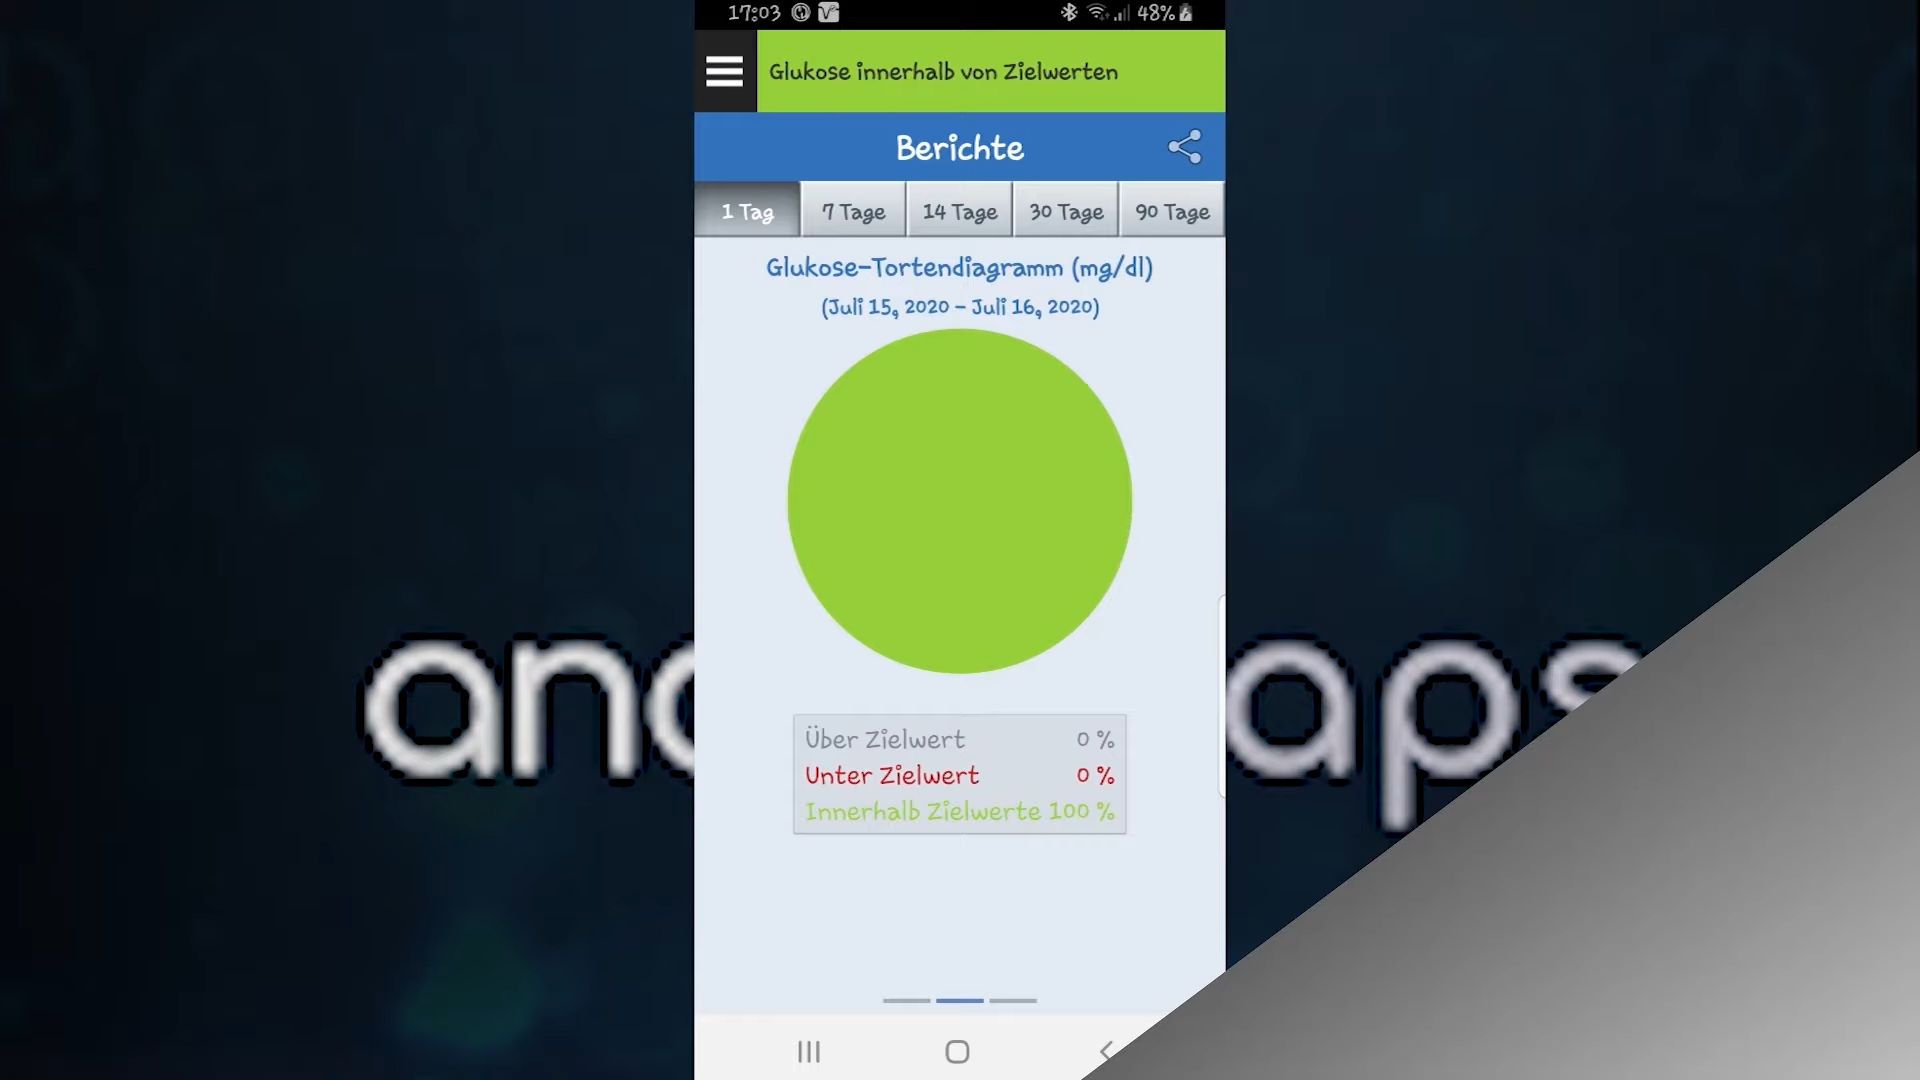 17:03
48%
Glukose innerhalb von Zielwerten
Berichte
1 Tag
7 Tage
14 Tage
30 Tage
90 Tage
Glukose-Tortendiagramm (mg/dl)
(Juli 15, 2020 - Juli 16, 2020)
Über Zielwert 0 %
Unter Zielwert 0 %
Innerhalb Zielwerte 100 %